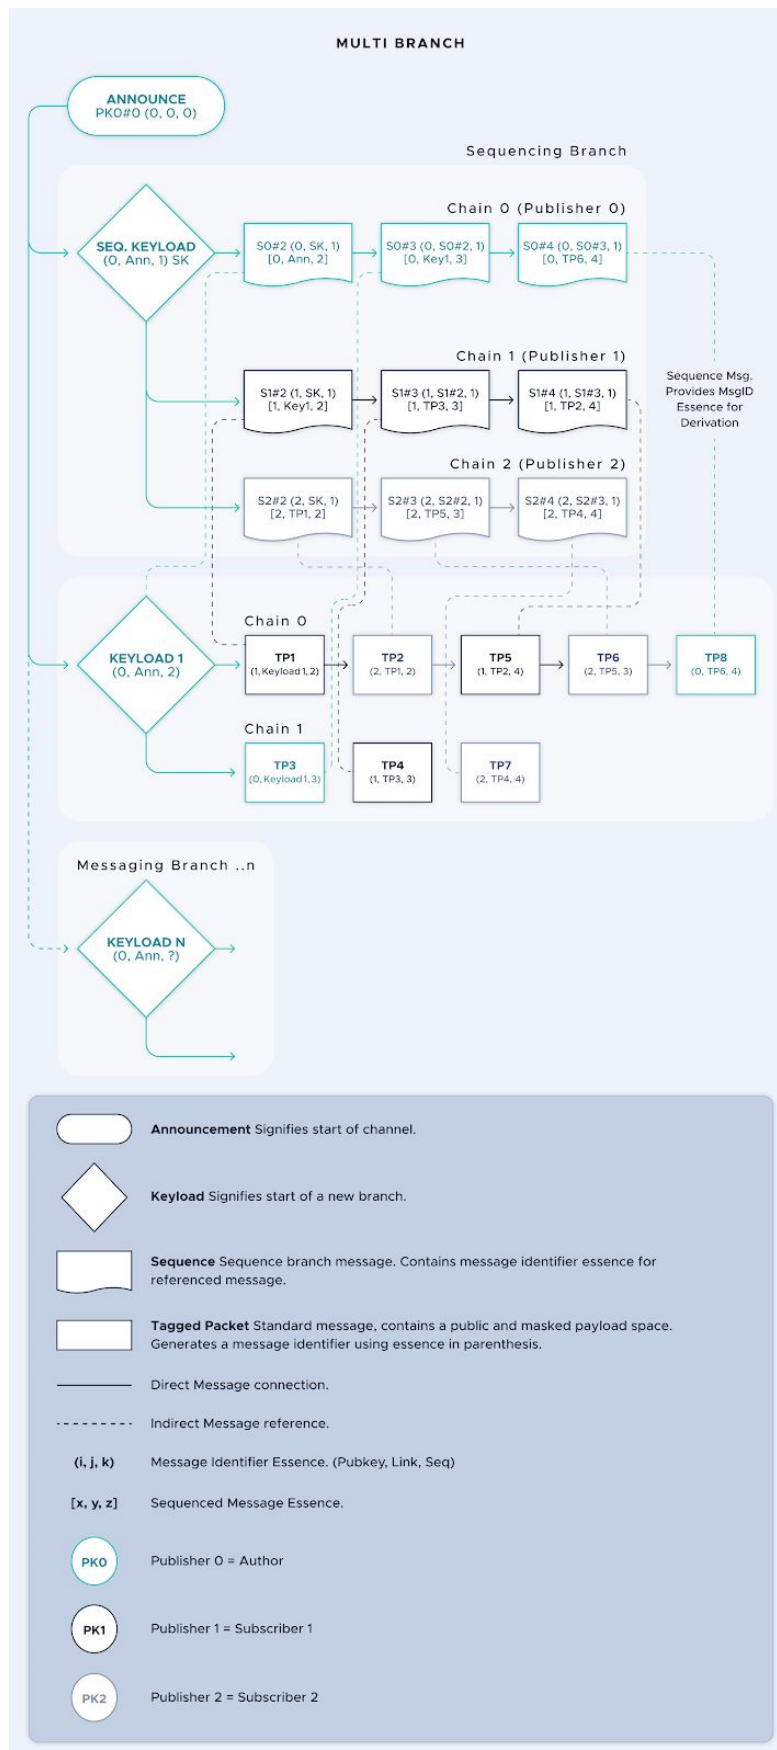 MULTI BRANCH
ANNOUNCE
PK0#0 (0, 0, 0)
Sequencing Branch
Chain 0 (Publisher 0)
SEQ. KEYLOAD
(0, Ann, 1) SK
S0#2 (0, SK, 1)
[0, Ann, 2]
S0#3 (0, S0#2, 1)
[0, Key1, 3]
S0#4 (0, S0#3, 1)
[0, TP6, 4]
Chain 1 (Publisher 1)
S1#2 (1, SK, 1)
[1, Key1, 2]
S1#3 (1, S1#2, 1)
[1, TP3, 3]
S1#4 (1, S1#3, 1)
[1, TP2, 4]
Sequence Msg.
Provides MsgID
Essence for
Derivation
Chain 2 (Publisher 2)
S2#2 (2, SK, 1)
[2, TP1, 2]
S2#3 (2, S2#2, 1)
[2, TP5, 3]
S2#4 (2, S2#3, 1)
[2, TP4, 4]
Chain 0
KEYLOAD 1
(0, Ann, 2)
TP1
(1, Keyload 1, 2)
TP2
(2, TP1, 2)
TP5
(1, TP2, 4)
TP6
(2, TP5, 3)
TP8
(0, TP6, 4)
Chain 1
TP3
(0, Keyload 1, 3)
TP4
(1, TP3, 3)
TP7
(2, TP4, 4)
Messaging Branch ..n
KEYLOAD N
(0, Ann, ?)
Announcement Signifies start of channel.
Keyload Signifies start of a new branch.
Sequence Sequence branch message. Contains message identifier essence for
referenced message.
Tagged Packet Standard message, contains a public and masked payload space.
Generates a message identifier using essence in parenthesis.
Direct Message connection.
Indirect Message reference.
(i, j, k) Message Identifier Essence. (Pubkey, Link, Seq)
[x, y, z] Sequenced Message Essence.
PK0 Publisher 0 = Author
PK1 Publisher 1 = Subscriber 1
PK2 Publisher 2 = Subscriber 2